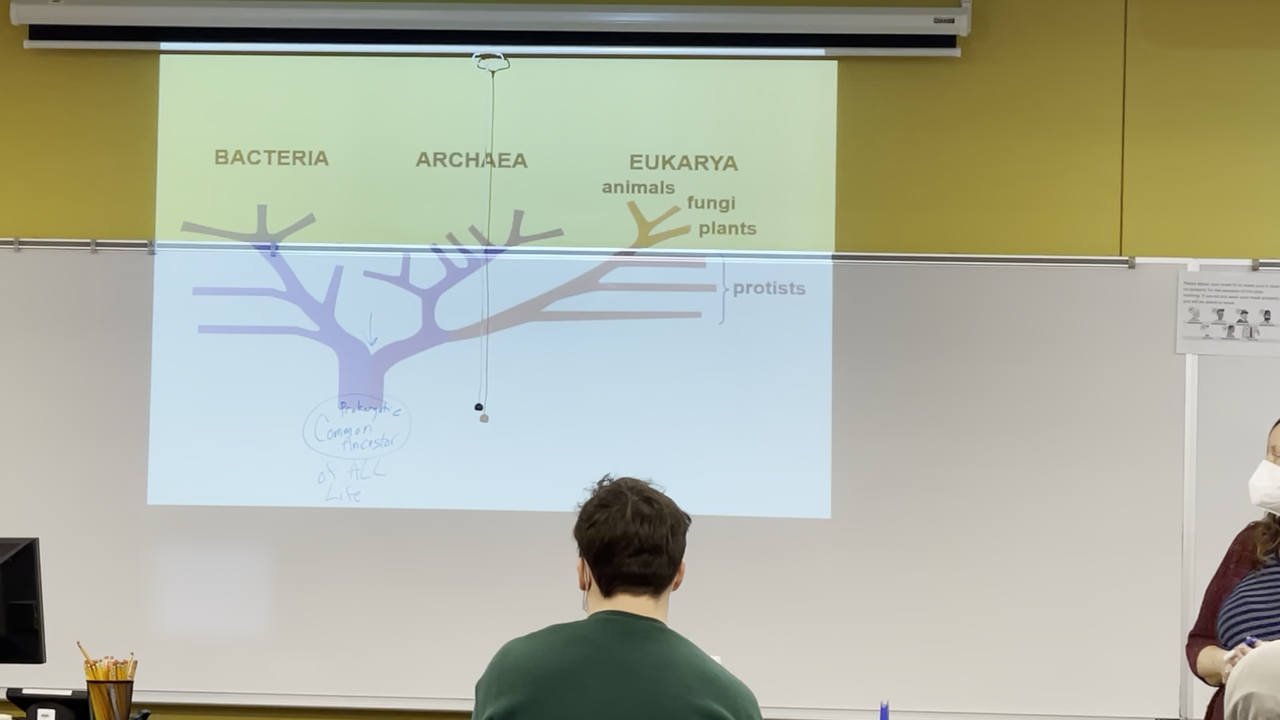 BACTERIA
ARCHAEA
EUKARYA
animals
fungi
plants
protists
Prokaryotic
Common
Ancestor
of ALL
Life